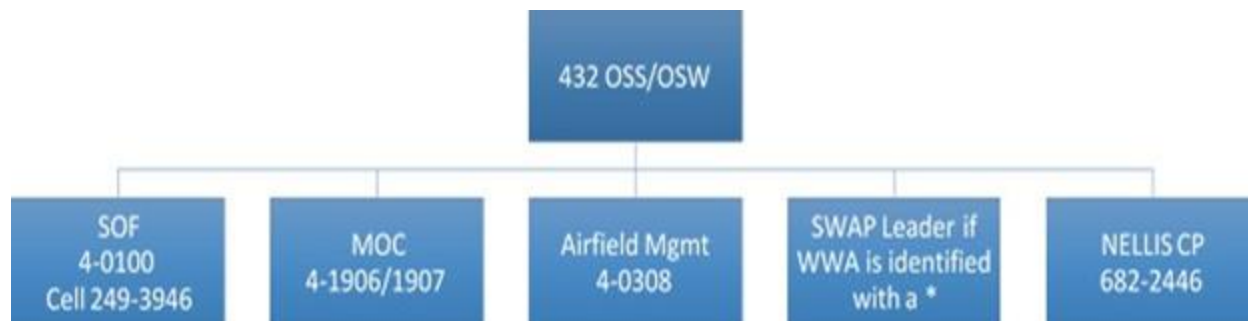 432 OSS/OSW
SOF
4-0100
Cell 249-3946
MOC
4-1906/1907
Airfield Mgmt
4-0308
SWAP Leader if
WWA is identified
with a *
NELLIS CP
682-2446